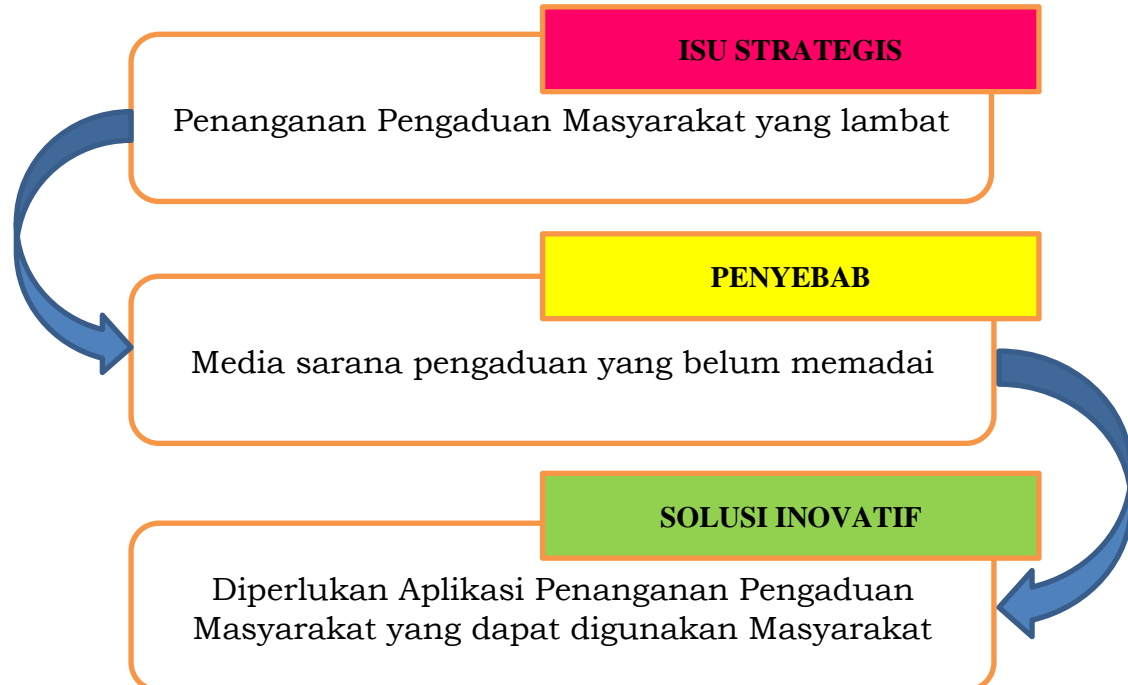 ISU STRATEGIS
Penanganan Pengaduan Masyarakat yang lambat
PENYEBAB
Media sarana pengaduan yang belum memadai
SOLUSI INOVATIF
Diperlukan Aplikasi Penanganan Pengaduan
Masyarakat yang dapat digunakan Masyarakat